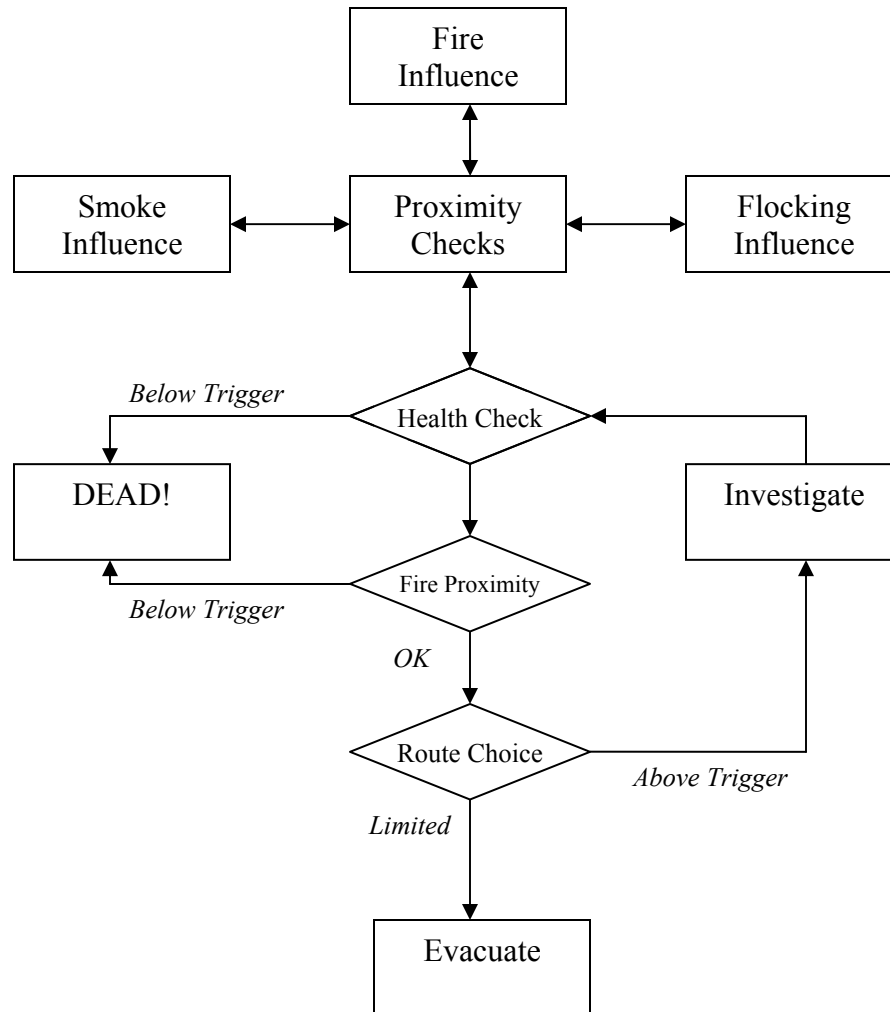 Fire
Influence
Smoke
Influence
Proximity
Checks
Flocking
Influence
Below Trigger
Health Check
DEAD!
Investigate
Fire Proximity
Below Trigger
OK
Route Choice
Above Trigger
Limited
Evacuate